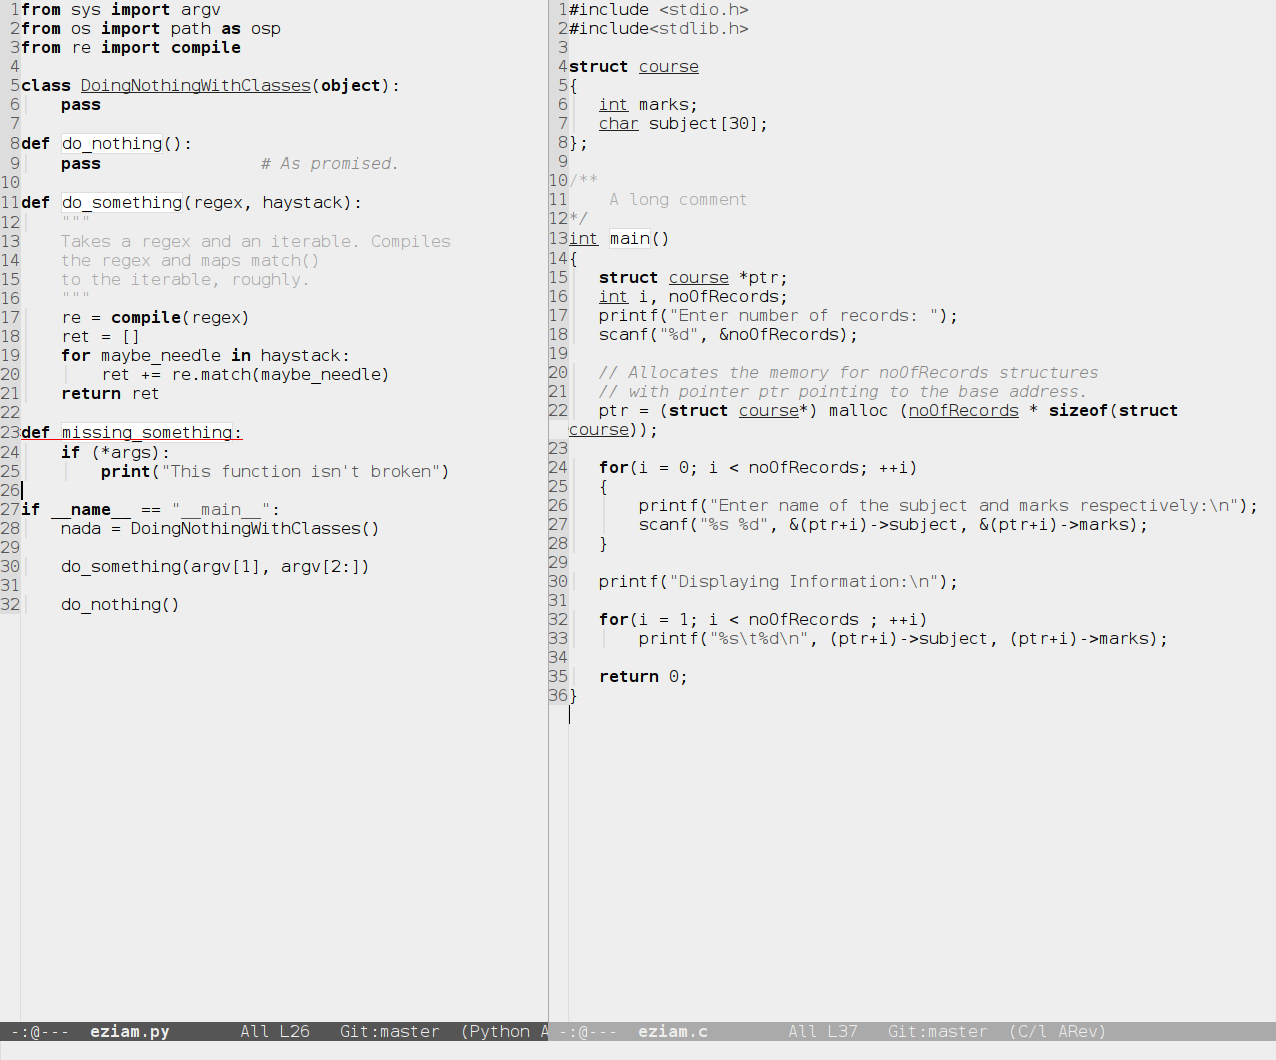 1from sys import argv
2from os import path as osp
3from re import compile
4
5class DoingNothingWithClasses(object):
6    pass
7
8def do_nothing():
9    pass                # As promised.
10
11def do_something(regex, haystack):
12    """
13    Takes a regex and an iterable. Compiles
14    the regex and maps match()
15    to the iterable, roughly.
16    """
17    re = compile(regex)
18    ret = []
19    for maybe_needle in haystack:
20        ret += re.match(maybe_needle)
21    return ret
22
23def missing_something:
24    if (*args):
25        print("This function isn't broken")
26
27if __name__ == "__main__":
28    nada = DoingNothingWithClasses()
29
30    do_something(argv[1], argv[2:])
31
32    do_nothing()
-:@---  eziam.py       All L26   Git:master  (Python A
1#include <stdio.h>
2#include<stdlib.h>
3
4struct course
5{
6   int marks;
7   char subject[30];
8};
9
10/**
11    A long comment
12*/
13int main()
14{
15   struct course *ptr;
16   int i, noOfRecords;
17   printf("Enter number of records: ");
18   scanf("%d", &noOfRecords);
19
20   // Allocates the memory for noOfRecords structures
21   // with pointer ptr pointing to the base address.
22   ptr = (struct course*) malloc (noOfRecords * sizeof(struct
course));
23
24   for(i = 0; i < noOfRecords; ++i)
25   {
26       printf("Enter name of the subject and marks respectively:\n");
27       scanf("%s %d", &(ptr+i)->subject, &(ptr+i)->marks);
28   }
29
30   printf("Displaying Information:\n");
31
32   for(i = 1; i < noOfRecords ; ++i)
33       printf("%s\t%d\n", (ptr+i)->subject, (ptr+i)->marks);
34
35   return 0;
36}
-:@---  eziam.c        All L37   Git:master  (C/l ARev)